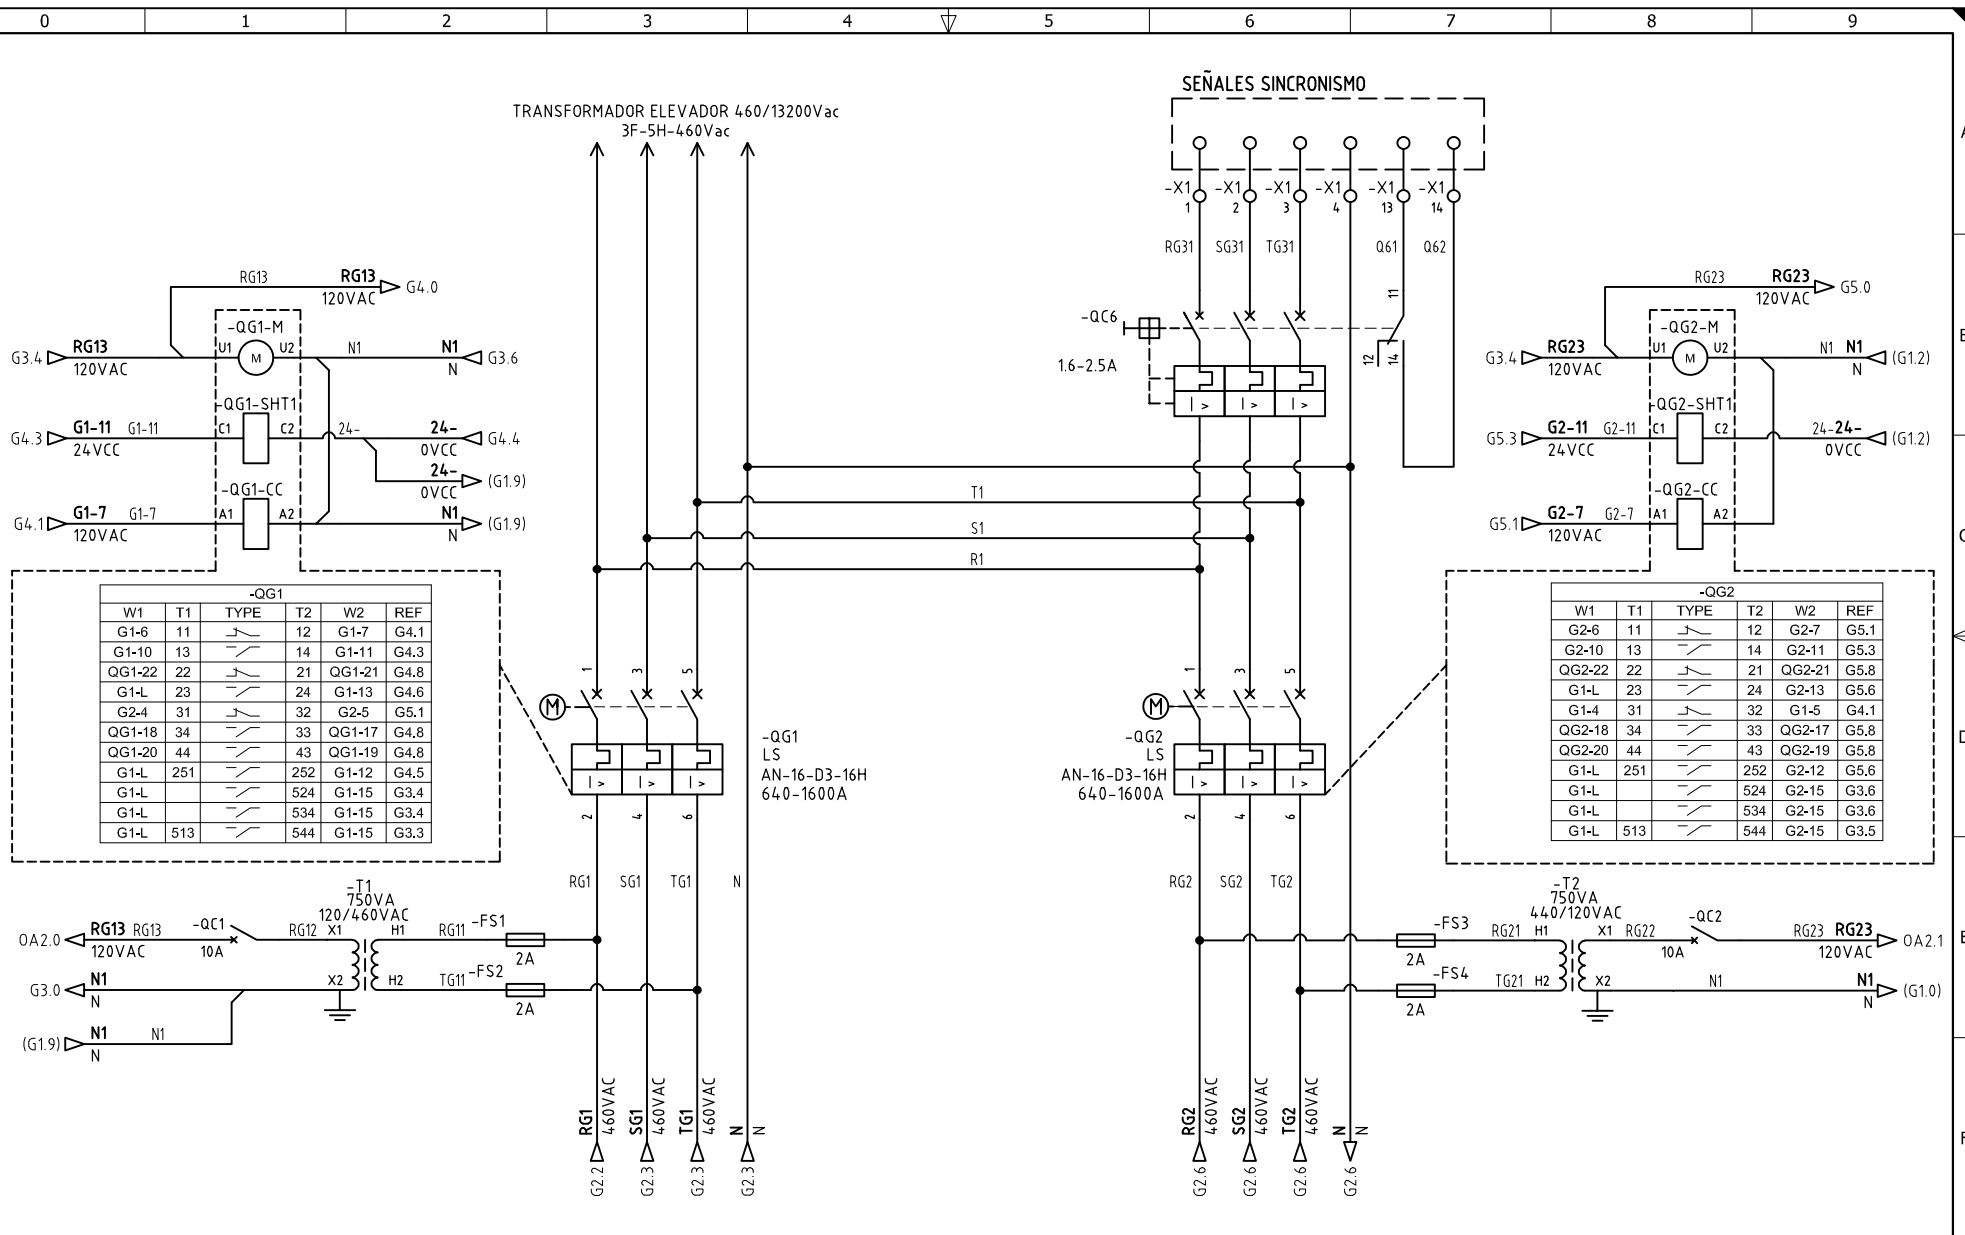 0 1 2 3 4 5 6 7 8 9
A
B
C
D
E
F
TRANSFORMADOR ELEVADOR 460/13200Vac
3F-5H-460Vac
SEÑALES SINCRONISMO
-X1 -X1 -X1 -X1 -X1 -X1
1 2 3 4 13 14
RG31 SG31 TG31 Q61 Q62
11
-QC6
12 14
1.6-2.5A
I > I > I >
RG13 RG13
120VAC G4.0
-QG1-M
G3.4 RG13 U1 M U2 N1 N1 G3.6
120VAC N
-QG1-SHT1
G4.3 G1-11 G1-11 C1 C2 24- 24- G4.4
24VCC 0VCC
24- (G1.9)
0VCC
-QG1-CC
G4.1 G1-7 G1-7 A1 A2 N1 (G1.9)
120VAC N
RG23 RG23
120VAC G5.0
-QG2-M
G3.4 RG23 U1 M U2 N1 N1 (G1.2)
120VAC N
-QG2-SHT1
G5.3 G2-11 G2-11 C1 C2 24- 24- (G1.2)
24VCC 0VCC
-QG2-CC
G5.1 G2-7 G2-7 A1 A2
120VAC
T1
S1
R1
-QG1
W1 T1 TYPE T2 W2 REF
G1-6 11 12 G1-7 G4.1
G1-10 13 14 G1-11 G4.3
QG1-22 22 21 QG1-21 G4.8
G1-L 23 24 G1-13 G4.6
G2-4 31 32 G2-5 G5.1
QG1-18 34 33 QG1-17 G4.8
QG1-20 44 43 QG1-19 G4.8
G1-L 251 252 G1-12 G4.5
G1-L 524 G1-15 G3.4
G1-L 534 G1-15 G3.4
G1-L 513 544 G1-15 G3.3
1 3 5
M
-QG1
LS
AN-16-D3-16H
640-1600A
I > I > I >
2 4 6
1 3 5
M
-QG2
LS
AN-16-D3-16H
640-1600A
I > I > I >
2 4 6
-QG2
W1 T1 TYPE T2 W2 REF
G2-6 11 12 G2-7 G5.1
G2-10 13 14 G2-11 G5.3
QG2-22 22 21 QG2-21 G5.8
G1-L 23 24 G2-13 G5.6
G1-4 31 32 G1-5 G4.1
QG2-18 34 33 QG2-17 G5.8
QG2-20 44 43 QG2-19 G5.8
G1-L 251 252 G2-12 G5.6
G1-L 524 G2-15 G3.6
G1-L 534 G2-15 G3.6
G1-L 513 544 G2-15 G3.5
RG1 SG1 TG1 N
RG2 SG2 TG2
-T1
750VA
120/460VAC
0A2.0 RG13 RG13 -QC1 RG12 X1 H1 RG11 -FS1
120VAC 10A 2A
G3.0 N1 X2 H2 TG11 -FS2
N 2A
(G1.9) N1 N1
N
-T2
750VA
440/120VAC
-FS3 RG21 H1 X1 RG22 -QC2 RG23 RG23 0A2.1
2A 10A 120VAC
-FS4 TG21 H2 X2 N1 N1 (G1.0)
2A N
RG1 460VAC SG1 460VAC TG1 460VAC N N
G2.2 G2.3 G2.3 G2.3
RG2 460VAC SG2 460VAC TG2 460VAC N N
G2.6 G2.6 G2.6 G2.6